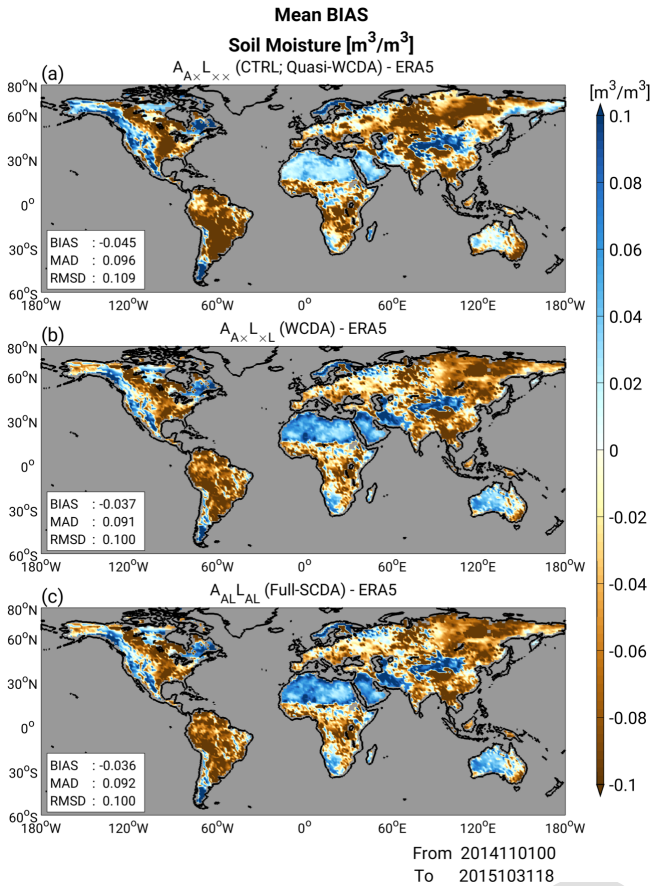 Mean BIAS
Soil Moisture [m³/m³]
(a) A_A×L_×× (CTRL; Quasi-WCDA) - ERA5
[m³/m³]
80°N
60°N
30°N
0°
30°S
60°S
BIAS : -0.045
MAD : 0.096
RMSD : 0.109
180°W 120°W 60°W 0° 60°E 120°E 180°W
(b) A_A×L_×L (WCDA) - ERA5
80°N
60°N
30°N
0°
30°S
60°S
BIAS : -0.037
MAD : 0.091
RMSD : 0.100
180°W 120°W 60°W 0° 60°E 120°E 180°W
(c) A_ALL_AL (Full-SCDA) - ERA5
80°N
60°N
30°N
0°
30°S
60°S
BIAS : -0.036
MAD : 0.092
RMSD : 0.100
180°W 120°W 60°W 0° 60°E 120°E 180°W
0.1
0.08
0.06
0.04
0.02
0
-0.02
-0.04
-0.06
-0.08
-0.1
From 2014110100
To 2015103118